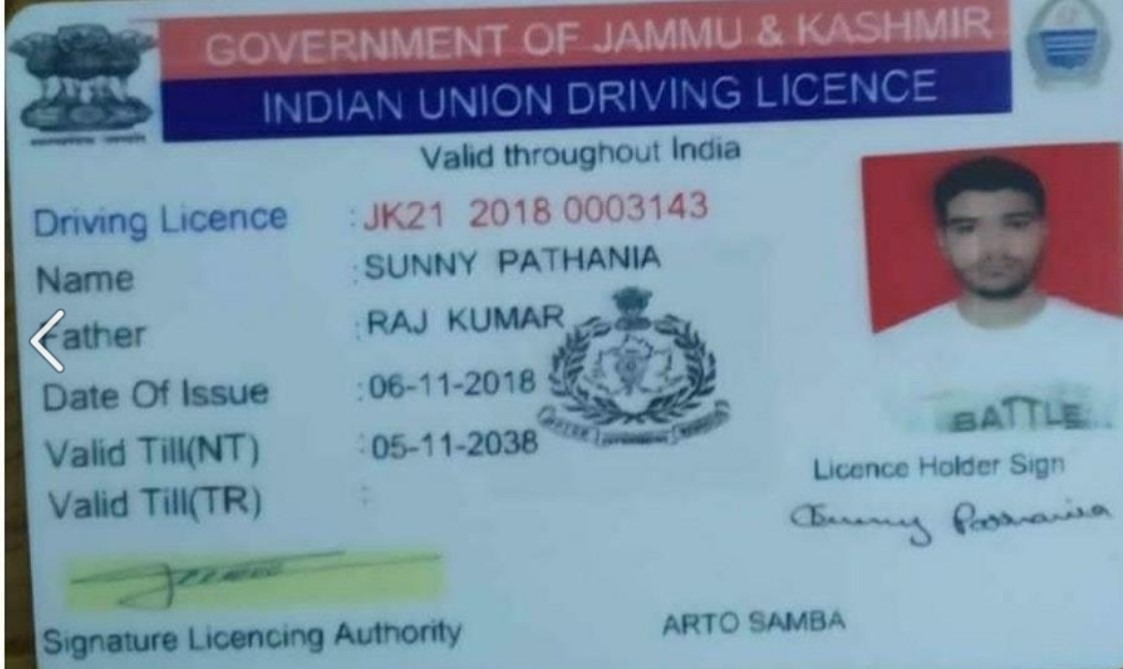 GOVERNMENT OF JAMMU & KASHMIR
INDIAN UNION DRIVING LICENCE
Valid throughout India
Driving Licence : JK21 2018 0003143
Name : SUNNY PATHANIA
Father : RAJ KUMAR
Date Of Issue : 06-11-2018
Valid Till(NT) : 05-11-2038
Valid Till(TR) :
BATTLE
Licence Holder Sign
Sunny Pathania
Signature Licencing Authority
ARTO SAMBA